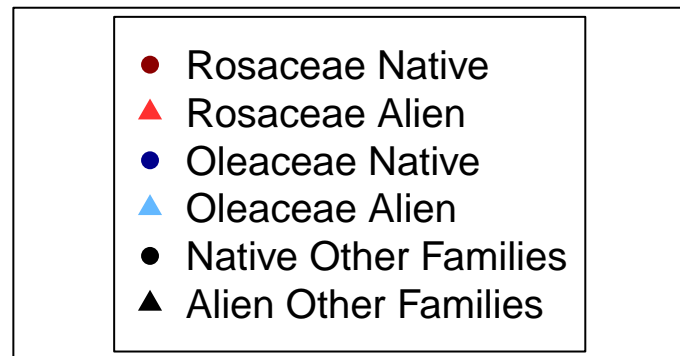 Rosaceae Native
Rosaceae Alien
Oleaceae Native
Oleaceae Alien
Native Other Families
Alien Other Families